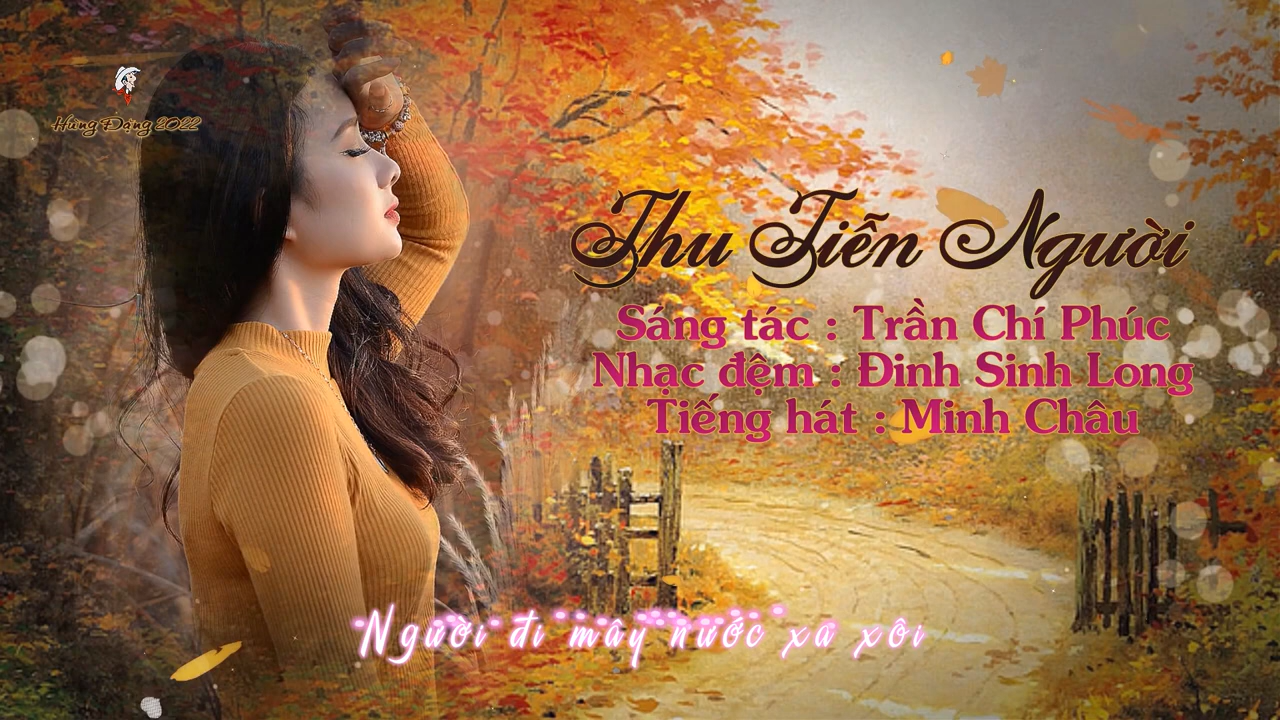 Hưng Đặng 2022
Thu Tiễn Người
Sáng tác : Trần Chí Phúc
Nhạc đệm : Đinh Sinh Long
Tiếng hát : Minh Châu
Người đi mây nước xa xôi